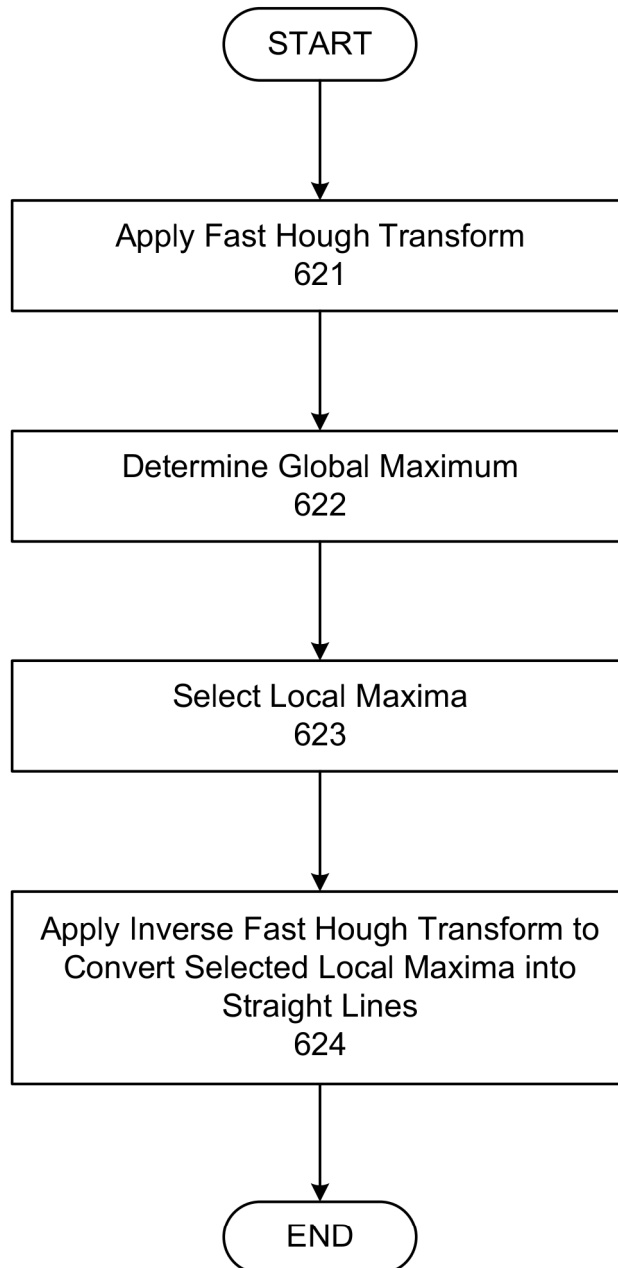 START
Apply Fast Hough Transform
621
Determine Global Maximum
622
Select Local Maxima
623
Apply Inverse Fast Hough Transform to
Convert Selected Local Maxima into
Straight Lines
624
END